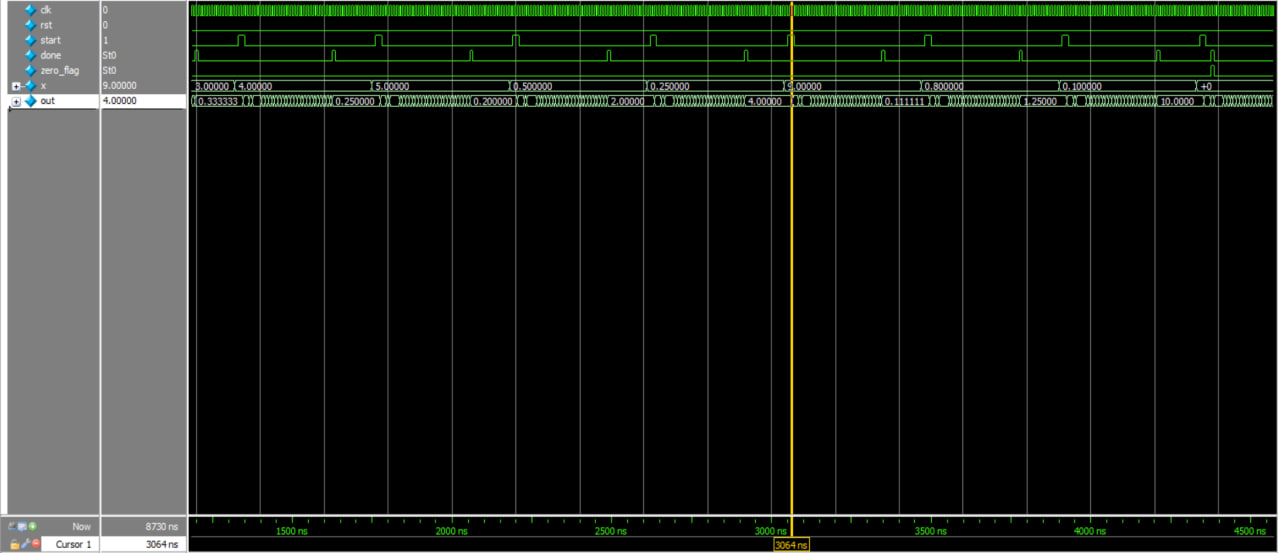 clk 0
rst 0
start 1
done St0
zero_flag St0
x 9.00000 3.00000 4.00000 5.00000 0.500000 0.250000 9.00000 0.800000 0.100000 +0
out 4.00000 0.333333 0.250000 0.200000 2.00000 4.00000 0.111111 1.25000 10.0000
Now 8730 ns 1500 ns 2000 ns 2500 ns 3000 ns 3500 ns 4000 ns 4500 ns
Cursor 1 3064 ns 3064 ns